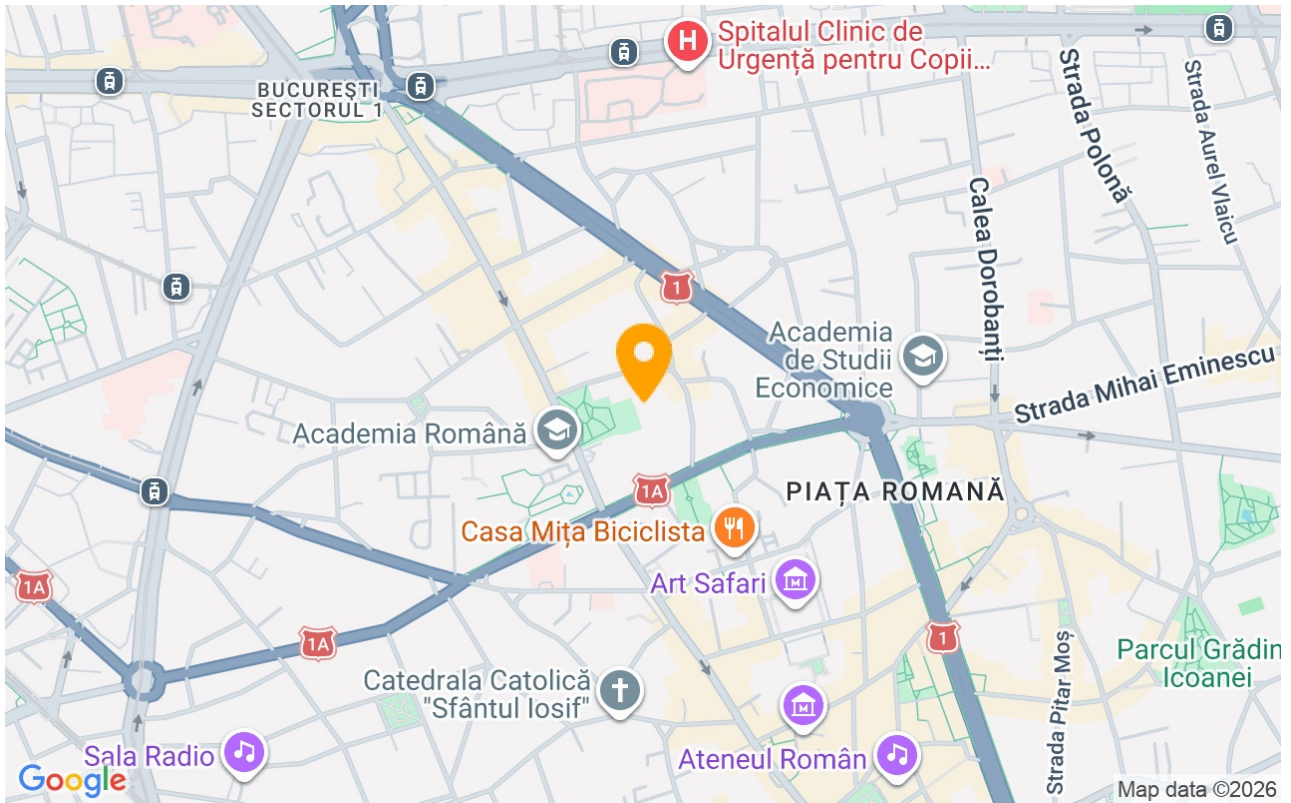 Spitalul Clinic de
Urgență pentru Copii...
BUCUREȘTI
SECTORUL 1
Strada Polonă
Strada Aurel Vlaicu
Calea Dorobanți
1
Academia
de Studii
Economice
Strada Mihai Eminescu
Academia Română
1A
PIAȚA ROMANĂ
Casa Mița Biciclista
Art Safari
1A
1A
1
Parcul Grădin
Icoanei
Strada Pitar Moș
Catedrala Catolică
"Sfântul Iosif"
Sala Radio
Ateneul Român
Google
Map data ©2026
H
M
M